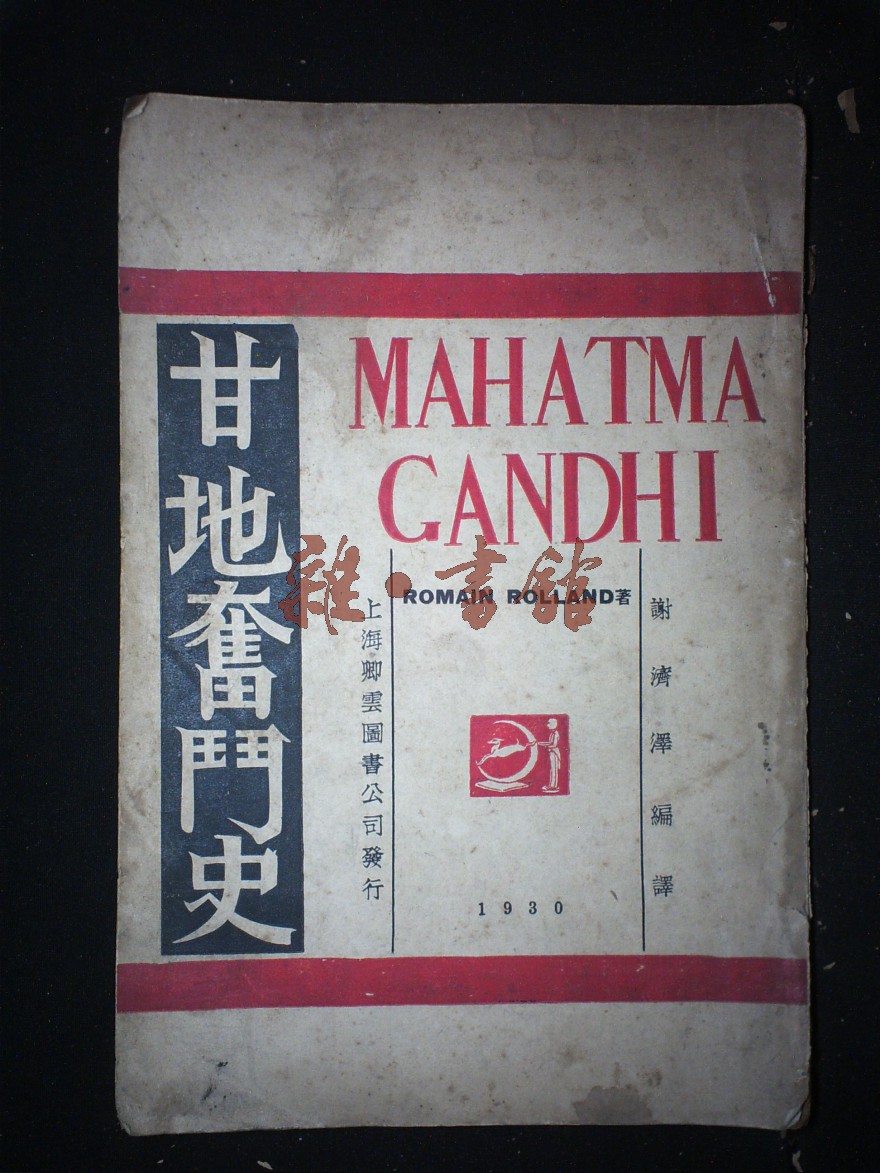 MAHATMA
GANDHI
甘地奮鬥史
ROMAIN ROLLAND著
謝濟澤編譯
上海卿雲圖書公司發行
1930
雜·書館